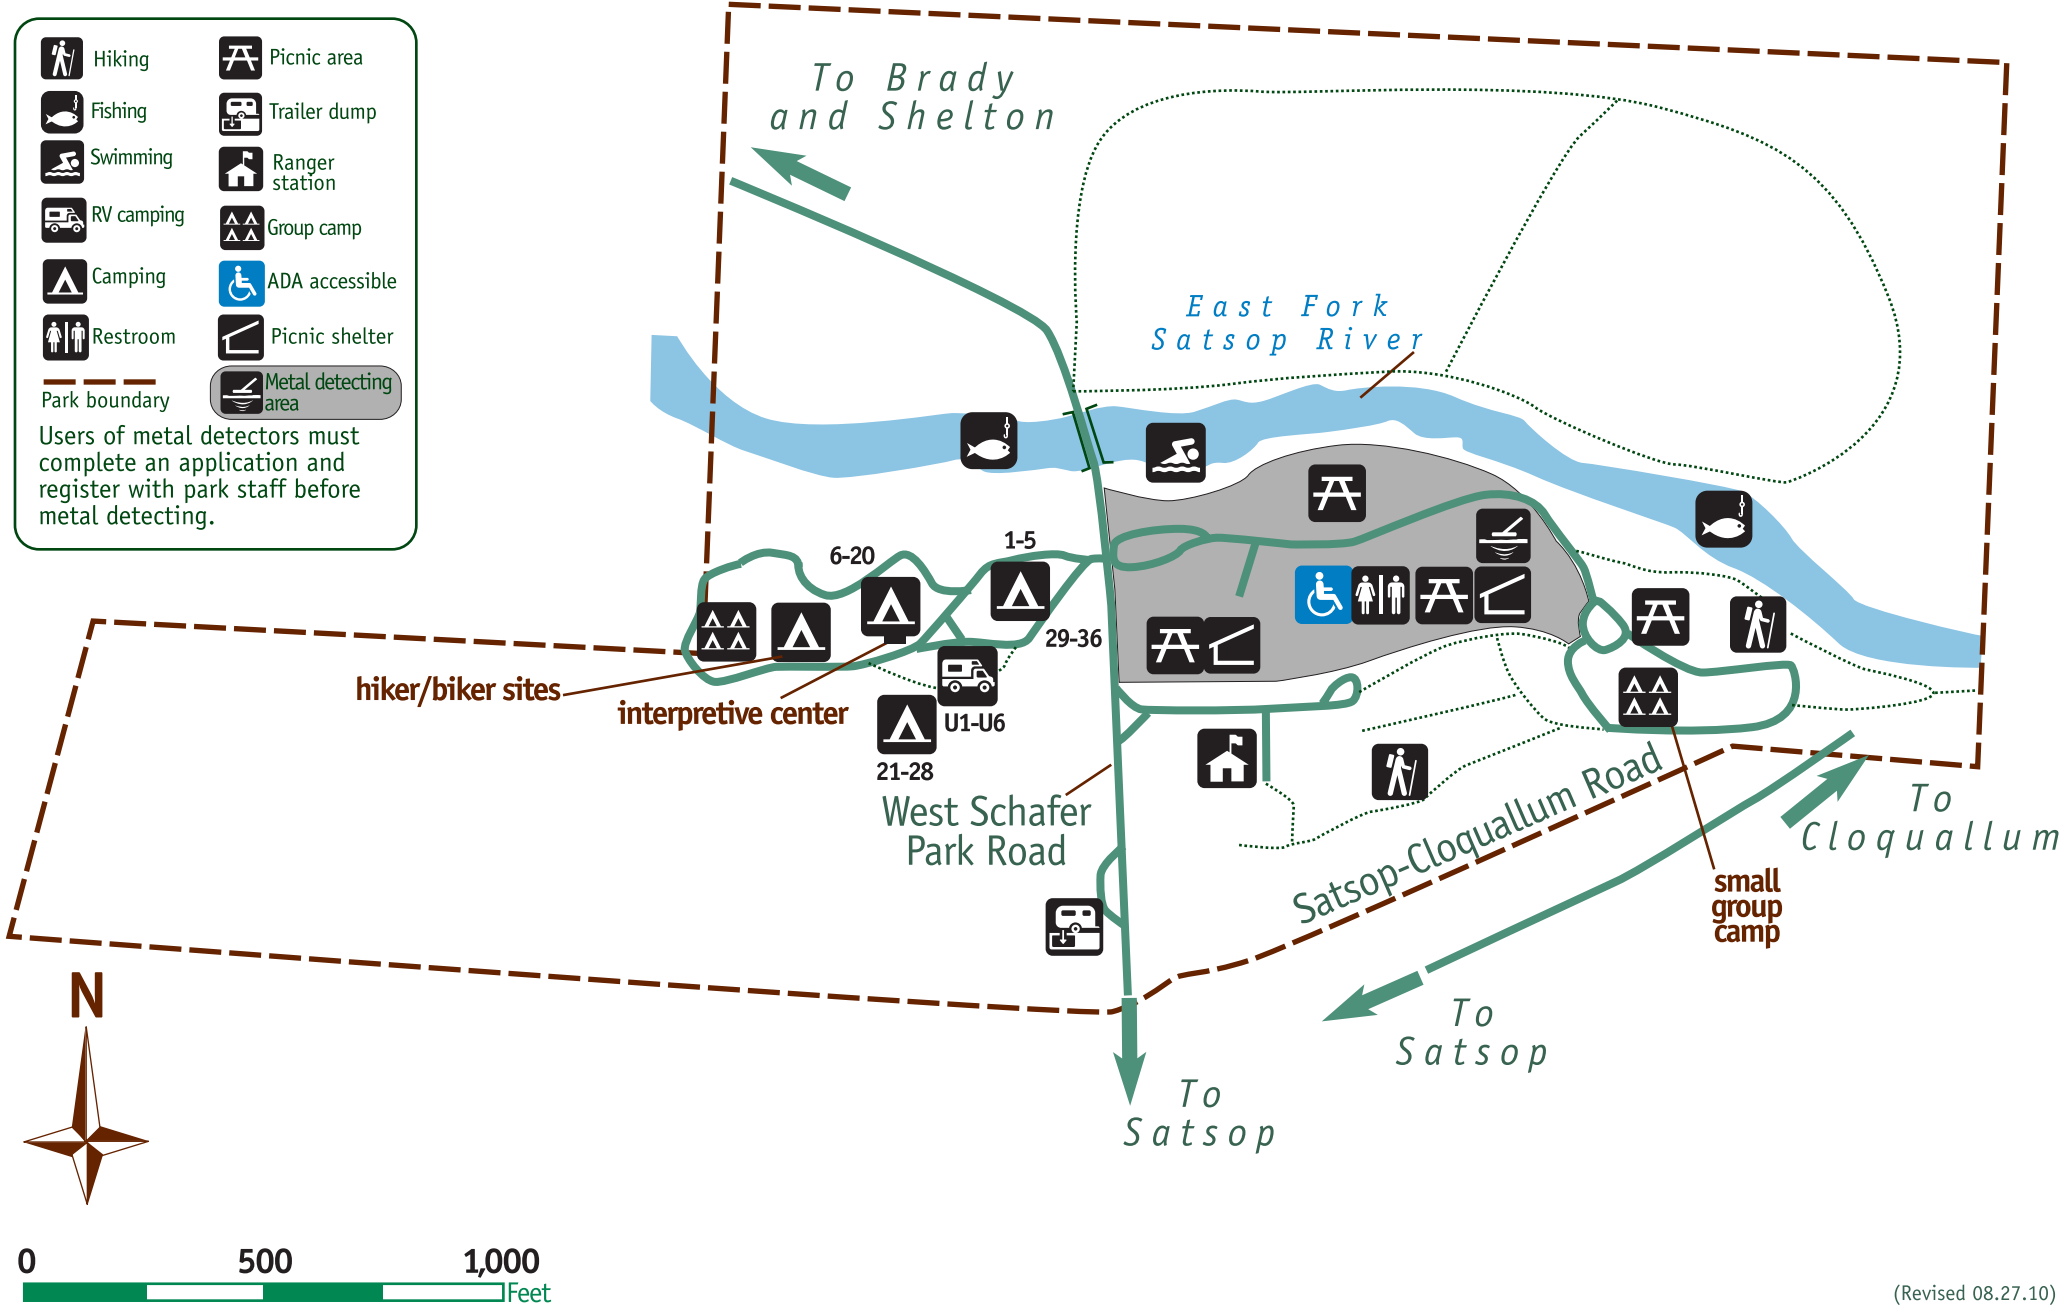 Hiking
Fishing
Swimming
RV camping
Camping
Restroom
Park boundary
Picnic area
Trailer dump
Ranger
station
Group camp
ADA accessible
Picnic shelter
Metal detecting
area
Users of metal detectors must
complete an application and
register with park staff before
metal detecting.
To Brady
and Shelton
East Fork
Satsop River
6-20
1-5
29-36
hiker/biker sites
interpretive center
U1-U6
21-28
West Schafer
Park Road
Satsop-Cloquallum Road
To
Cloquallum
small
group
camp
To
Satsop
To
Satsop
N
0 500 1,000
Feet
(Revised 08.27.10)